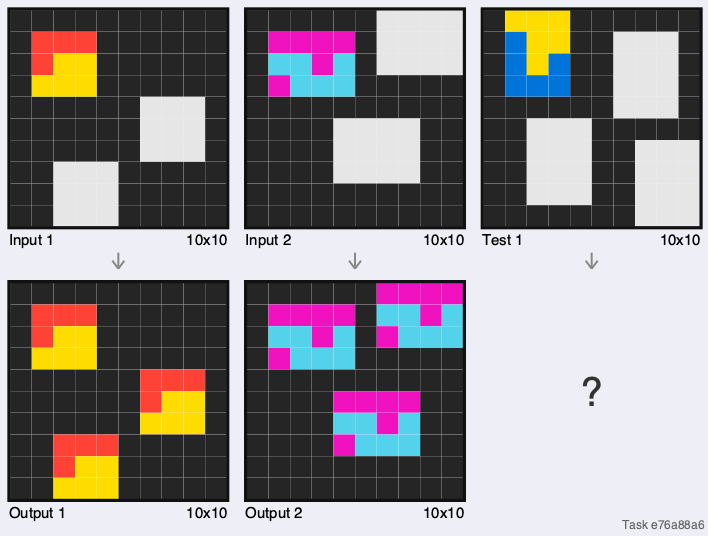 Input 1 10x10
Input 2 10x10
Test 1 10x10
?
Output 1 10x10
Output 2 10x10
Task e76a88a6